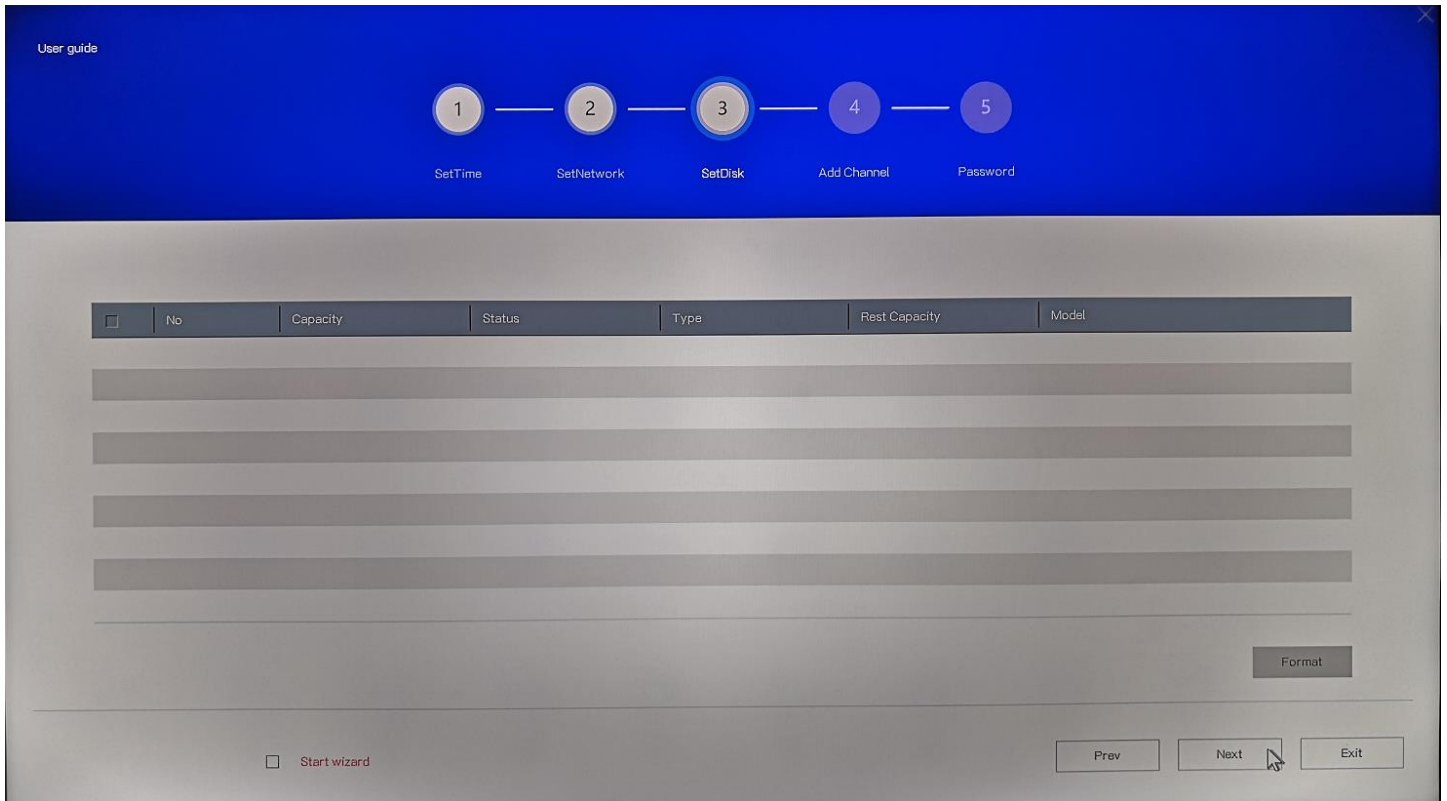 User guide
1 2 3 4 5
SetTime SetNetwork SetDisk Add Channel Password
No Capacity Status Type Rest Capacity Model
Format
Start wizard Prev Next Exit